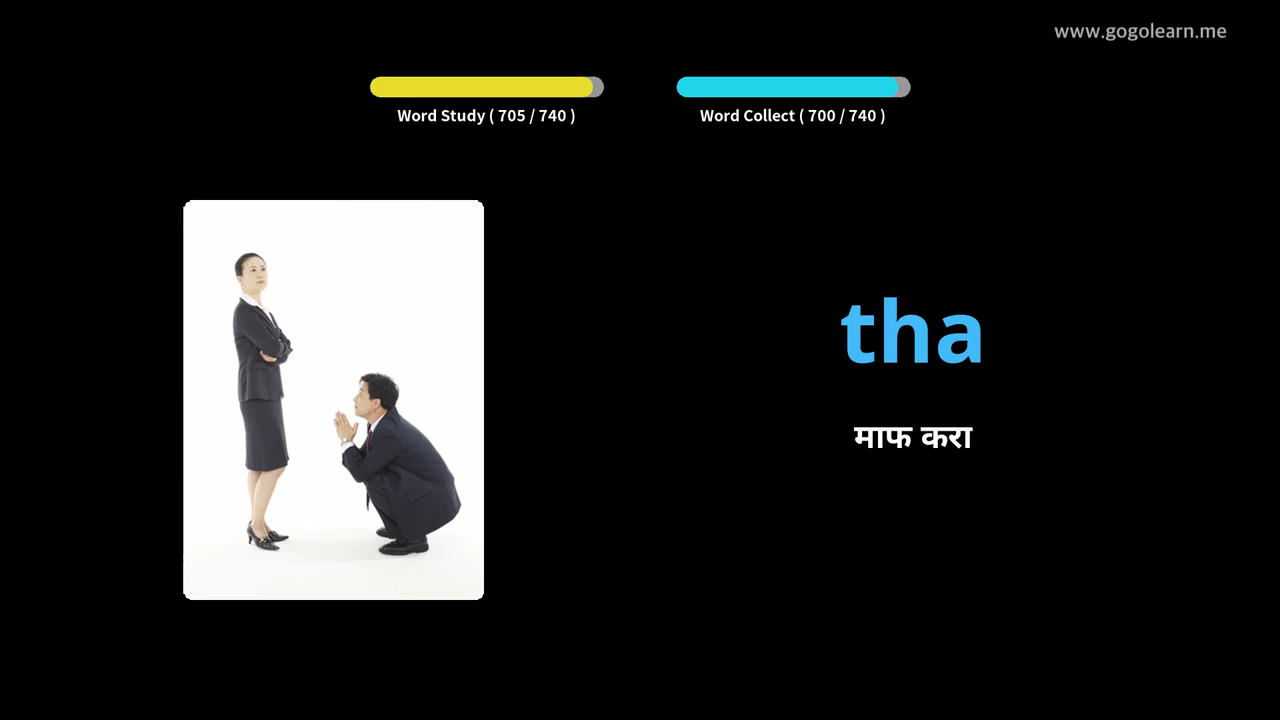 www.gogolearn.me
Word Study ( 705 / 740 )
Word Collect ( 700 / 740 )
tha
माफ करा